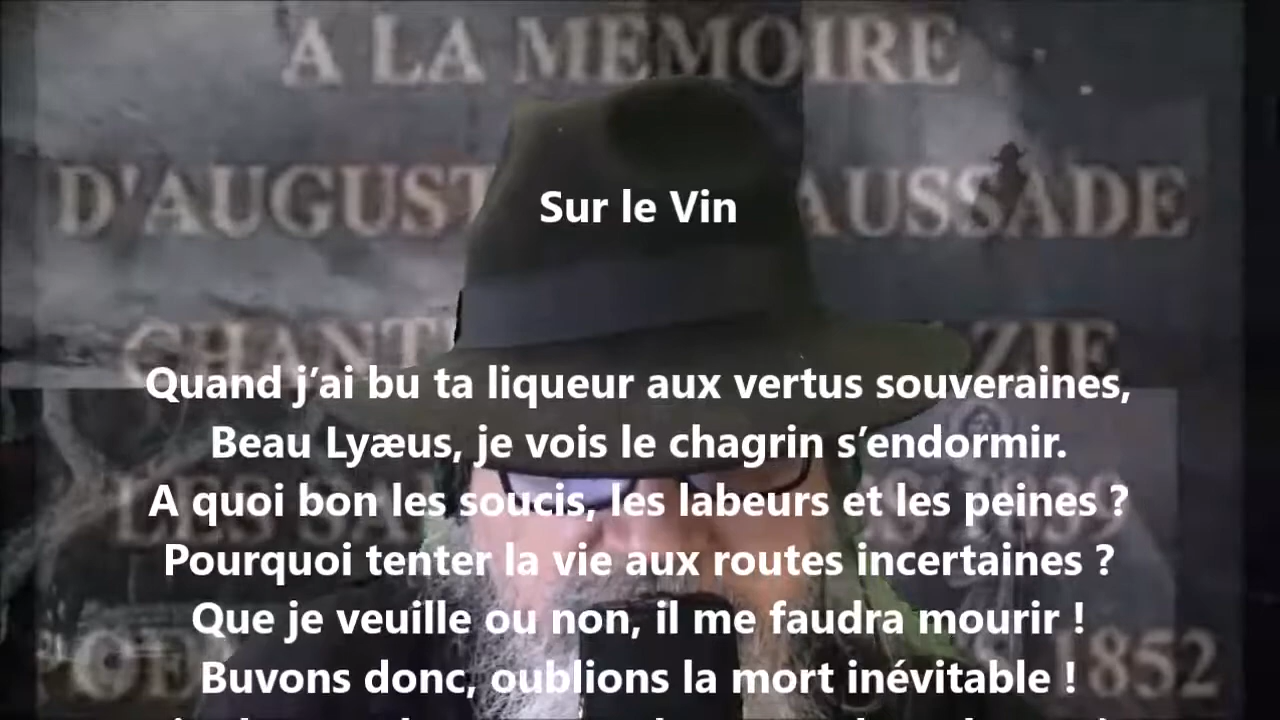 A LA MEMOIRE
D'AUGUST AUSSADE
Sur le Vin
CHANT ZIE
Quand j’ai bu ta liqueur aux vertus souveraines,
Beau Lyæus, je vois le chagrin s’endormir.
A quoi bon les soucis, les labeurs et les peines ?
Pourquoi tenter la vie aux routes incertaines ?
Que je veuille ou non, il me faudra mourir !
Buvons donc, oublions la mort inévitable !
1852